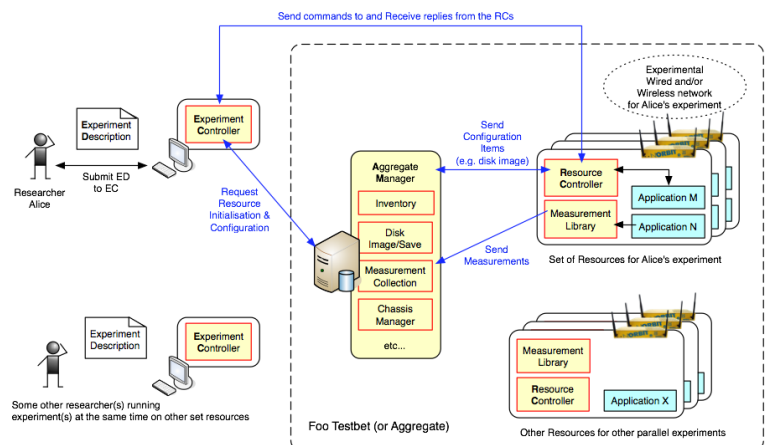 Send commands to and Receive replies from the RCs
Experimental
Wired and/or
Wireless network
for Alice's experiment
Experiment
Description
Experiment
Controller
Send
Configuration
Items
(e.g. disk image)
Aggregate
Manager
Resource
Controller
Application M
Researcher
Alice
Submit ED
to EC
Request
Resource
Initialisation &
Configuration
Inventory
Measurement
Library
Application N
Disk
Image/Save
Send
Measurements
Set of Resources for Alice's experiment
Measurement
Collection
Chassis
Manager
etc...
Experiment
Description
Experiment
Controller
ORBIT
Measurement
Library
Resource
Controller
Application X
Some other researcher(s) running
experiment(s) at the same time on other set resources
Foo Testbet (or Aggregate)
Other Resources for other parallel experiments